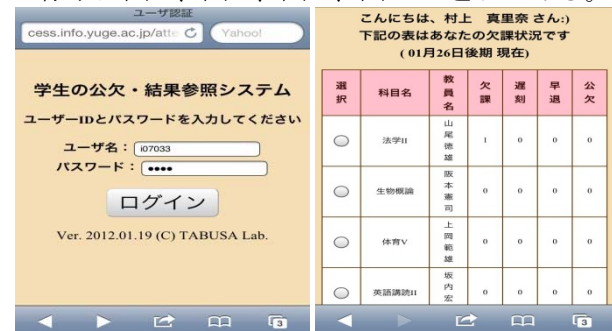 ユーザ認証
cess.info.yuge.ac.jp/atte
Yahoo!
学生の公欠・結果参照システム
ユーザーIDとパスワードを入力してください
ユーザ名： i07033
パスワード： ••••
ログイン
Ver. 2012.01.19 (C) TABUSA Lab.
3
こんにちは、村上 真里奈 さん:)
下記の表はあなたの欠課状況です
( 01月26日後期 現在)
選択 科目名 教員名 欠課 遅刻 早退 公欠
法学II 山尾徳雄 1 0 0 0
生物概論 阪本憲司 0 0 0 0
体育V 上岡範雄 0 0 0 0
英語講読II 坂内宏 0 0 0 0
3